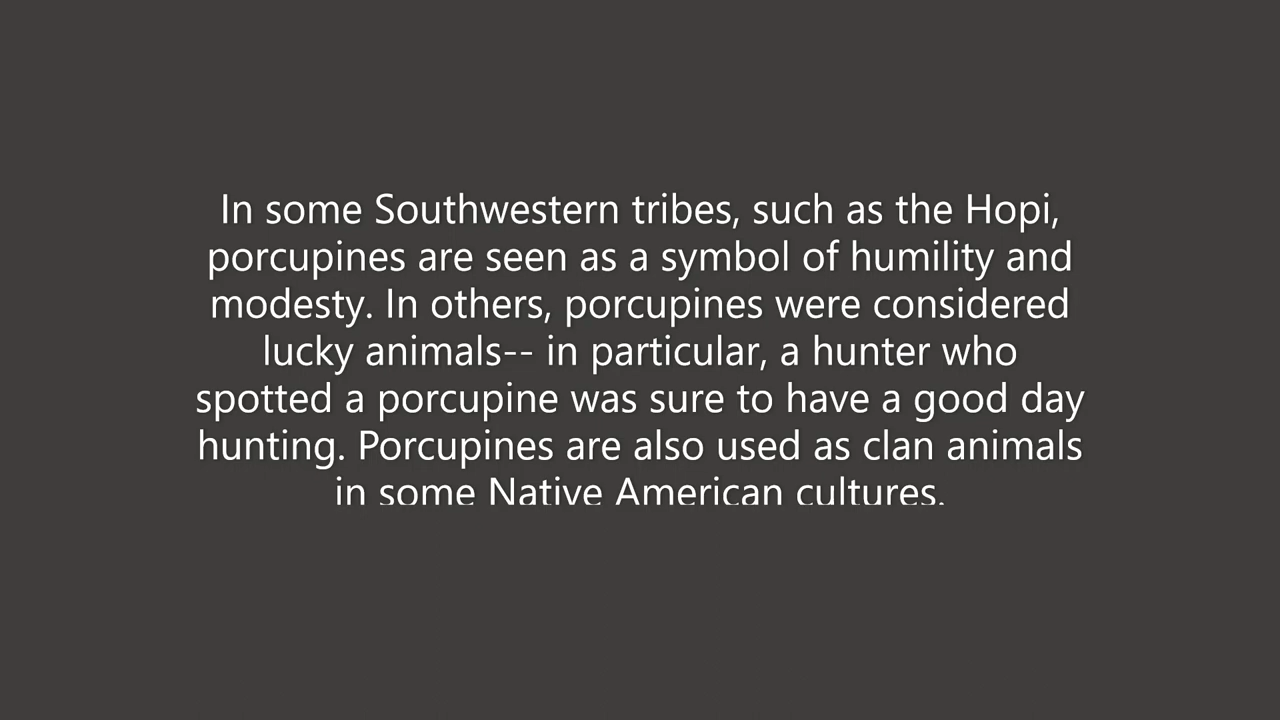 In some Southwestern tribes, such as the Hopi,
porcupines are seen as a symbol of humility and
modesty. In others, porcupines were considered
lucky animals-- in particular, a hunter who
spotted a porcupine was sure to have a good day
hunting. Porcupines are also used as clan animals
in some Native American cultures.